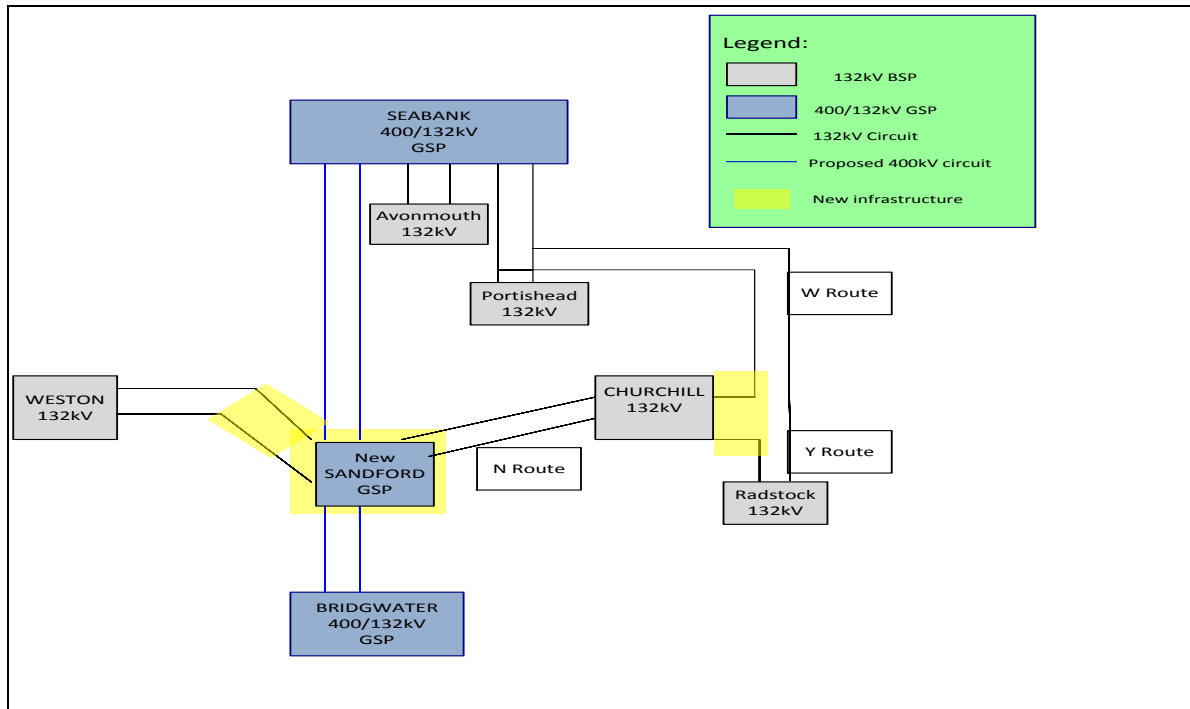 Legend:
132kV BSP
400/132kV GSP
132kV Circuit
Proposed 400kV circuit
New infrastructure
SEABANK
400/132kV
GSP
Avonmouth
132kV
Portishead
132kV
W Route
WESTON
132kV
CHURCHILL
132kV
New
SANDFORD
GSP
N Route
Y Route
Radstock
132kV
BRIDGWATER
400/132kV
GSP